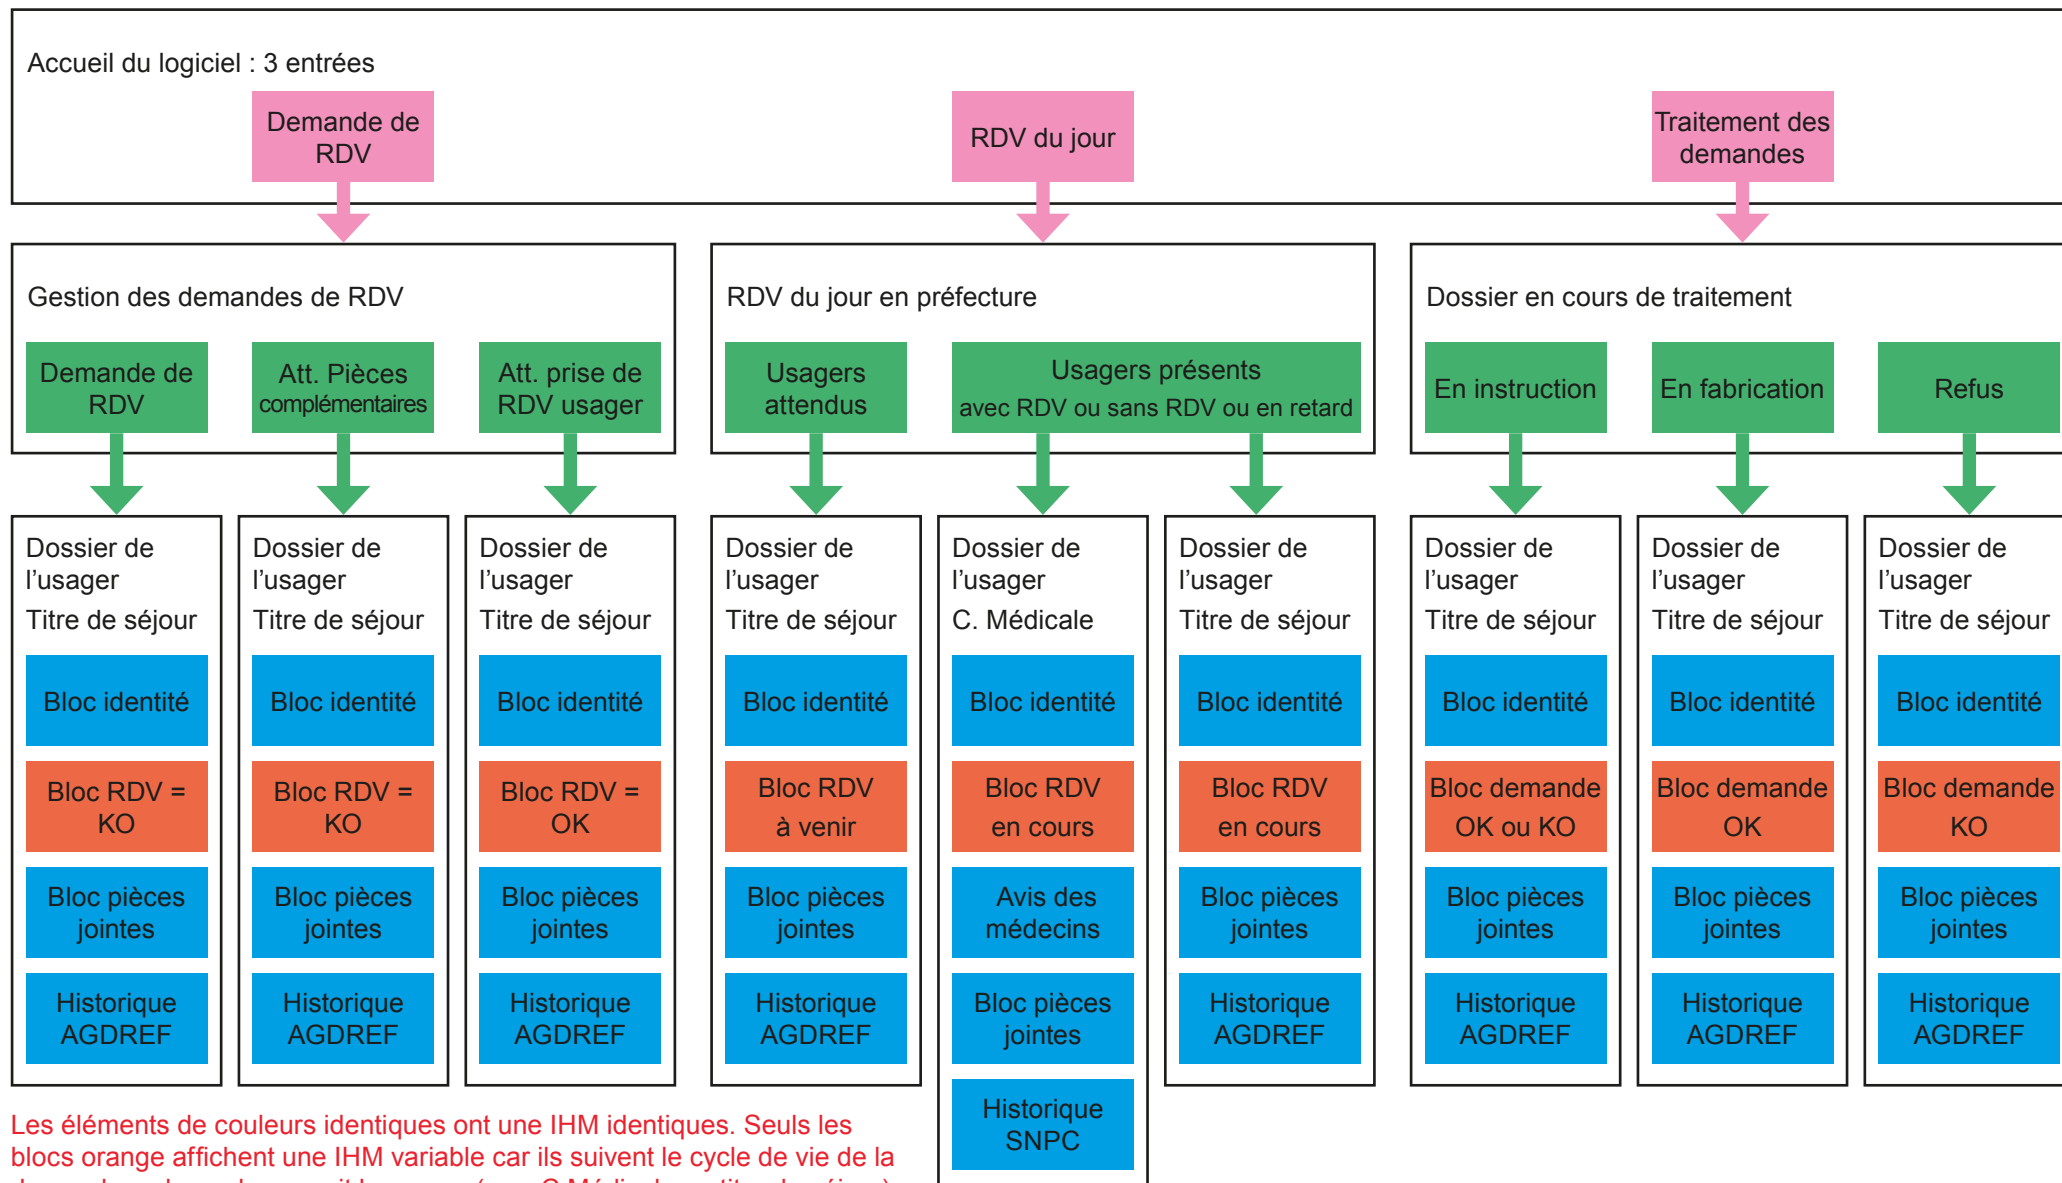 Accueil du logiciel : 3 entrées
Demande de
RDV
RDV du jour
Traitement des
demandes
Gestion des demandes de RDV
Demande de
RDV
Att. Pièces
complémentaires
Att. prise de
RDV usager
RDV du jour en préfecture
Usagers
attendus
Usagers présents
avec RDV ou sans RDV ou en retard
Dossier en cours de traitement
En instruction
En fabrication
Refus
Dossier de
l’usager
Titre de séjour
Bloc identité
Bloc RDV =
KO
Bloc pièces
jointes
Historique
AGDREF
Dossier de
l’usager
Titre de séjour
Bloc identité
Bloc RDV =
KO
Bloc pièces
jointes
Historique
AGDREF
Dossier de
l’usager
Titre de séjour
Bloc identité
Bloc RDV =
OK
Bloc pièces
jointes
Historique
AGDREF
Dossier de
l’usager
Titre de séjour
Bloc identité
Bloc RDV
à venir
Bloc pièces
jointes
Historique
AGDREF
Dossier de
l’usager
C. Médicale
Bloc identité
Bloc RDV
en cours
Avis des
médecins
Bloc pièces
jointes
Historique
SNPC
Dossier de
l’usager
Titre de séjour
Bloc identité
Bloc RDV
en cours
Bloc pièces
jointes
Historique
AGDREF
Dossier de
l’usager
Titre de séjour
Bloc identité
Bloc demande
OK ou KO
Bloc pièces
jointes
Historique
AGDREF
Dossier de
l’usager
Titre de séjour
Bloc identité
Bloc demande
OK
Bloc pièces
jointes
Historique
AGDREF
Dossier de
l’usager
Titre de séjour
Bloc identité
Bloc demande
KO
Bloc pièces
jointes
Historique
AGDREF
Les éléments de couleurs identiques ont une IHM identiques. Seuls les
blocs orange affichent une IHM variable car ils suivent le cycle de vie de la